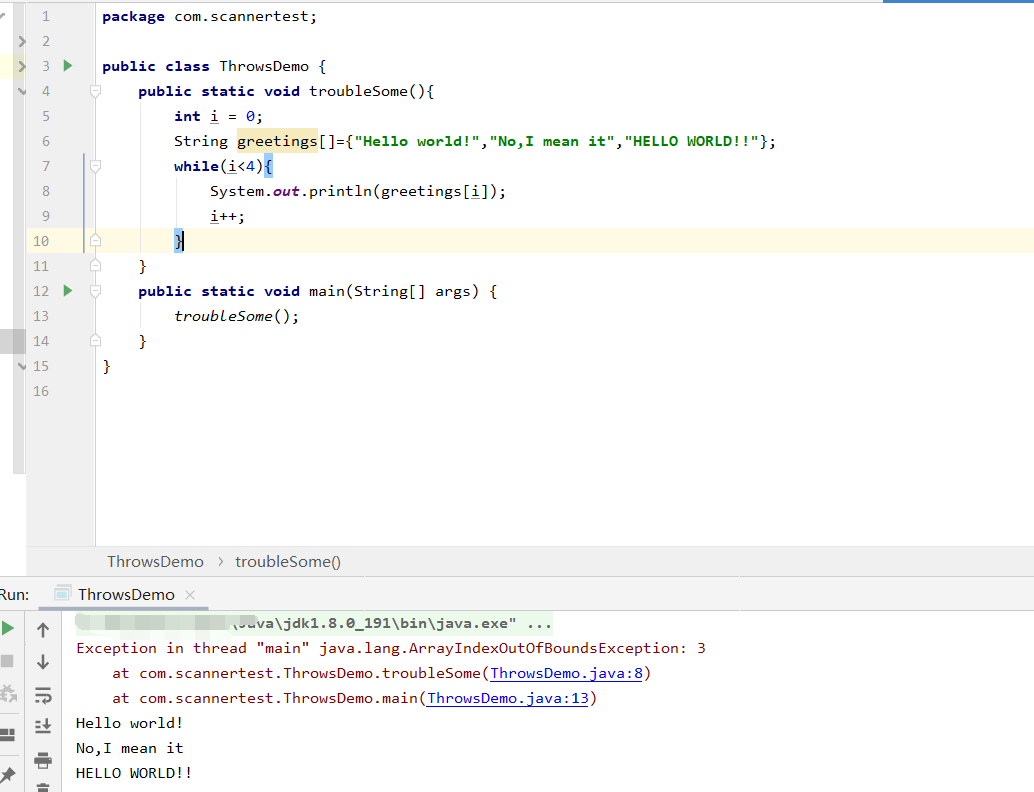 1 package com.scannertest;
2
3 public class ThrowsDemo {
4 public static void troubleSome(){
5 int i = 0;
6 String greetings[]={"Hello world!","No,I mean it","HELLO WORLD!!"};
7 while(i<4){
8 System.out.println(greetings[i]);
9 i++;
10 }
11 }
12 public static void main(String[] args) {
13 troubleSome();
14 }
15 }
16
ThrowsDemo › troubleSome()
Run: ThrowsDemo ×
\Java\jdk1.8.0_191\bin\java.exe" ...
Exception in thread "main" java.lang.ArrayIndexOutOfBoundsException: 3
at com.scannertest.ThrowsDemo.troubleSome(ThrowsDemo.java:8)
at com.scannertest.ThrowsDemo.main(ThrowsDemo.java:13)
Hello world!
No,I mean it
HELLO WORLD!!